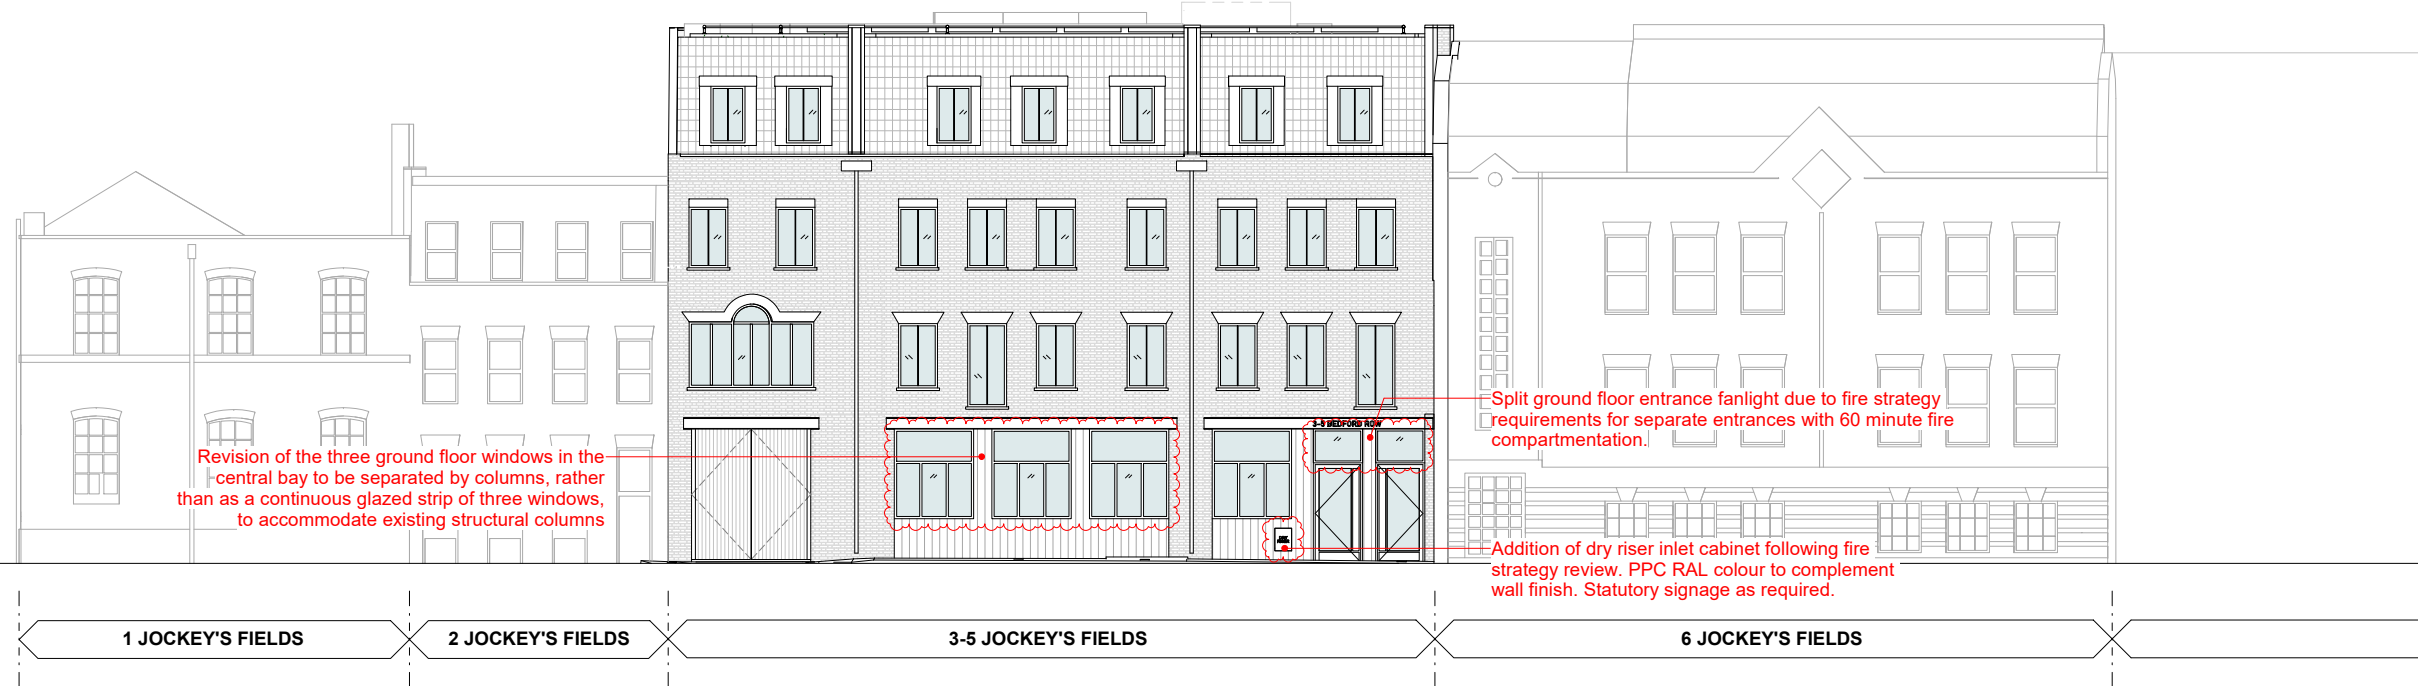 3-5 BEDFORD ROW
Split ground floor entrance fanlight due to fire strategy
requirements for separate entrances with 60 minute fire
compartmentation.
Revision of the three ground floor windows in the
central bay to be separated by columns, rather
than as a continuous glazed strip of three windows,
to accommodate existing structural columns
Addition of dry riser inlet cabinet following fire
strategy review. PPC RAL colour to complement
wall finish. Statutory signage as required.
1 JOCKEY'S FIELDS
2 JOCKEY'S FIELDS
3-5 JOCKEY'S FIELDS
6 JOCKEY'S FIELDS